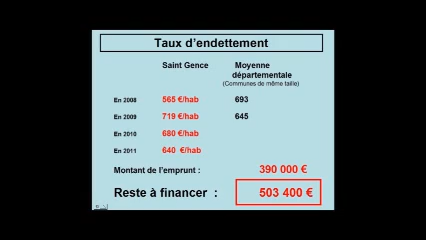 Taux d'endettement
Saint Gence Moyenne
départementale
(Communes de même taille)
En 2008 565 €/hab 693
En 2009 719 €/hab 645
En 2010 680 €/hab
En 2011 640 €/hab
Montant de l'emprunt : 390 000 €
Reste à financer : 503 400 €